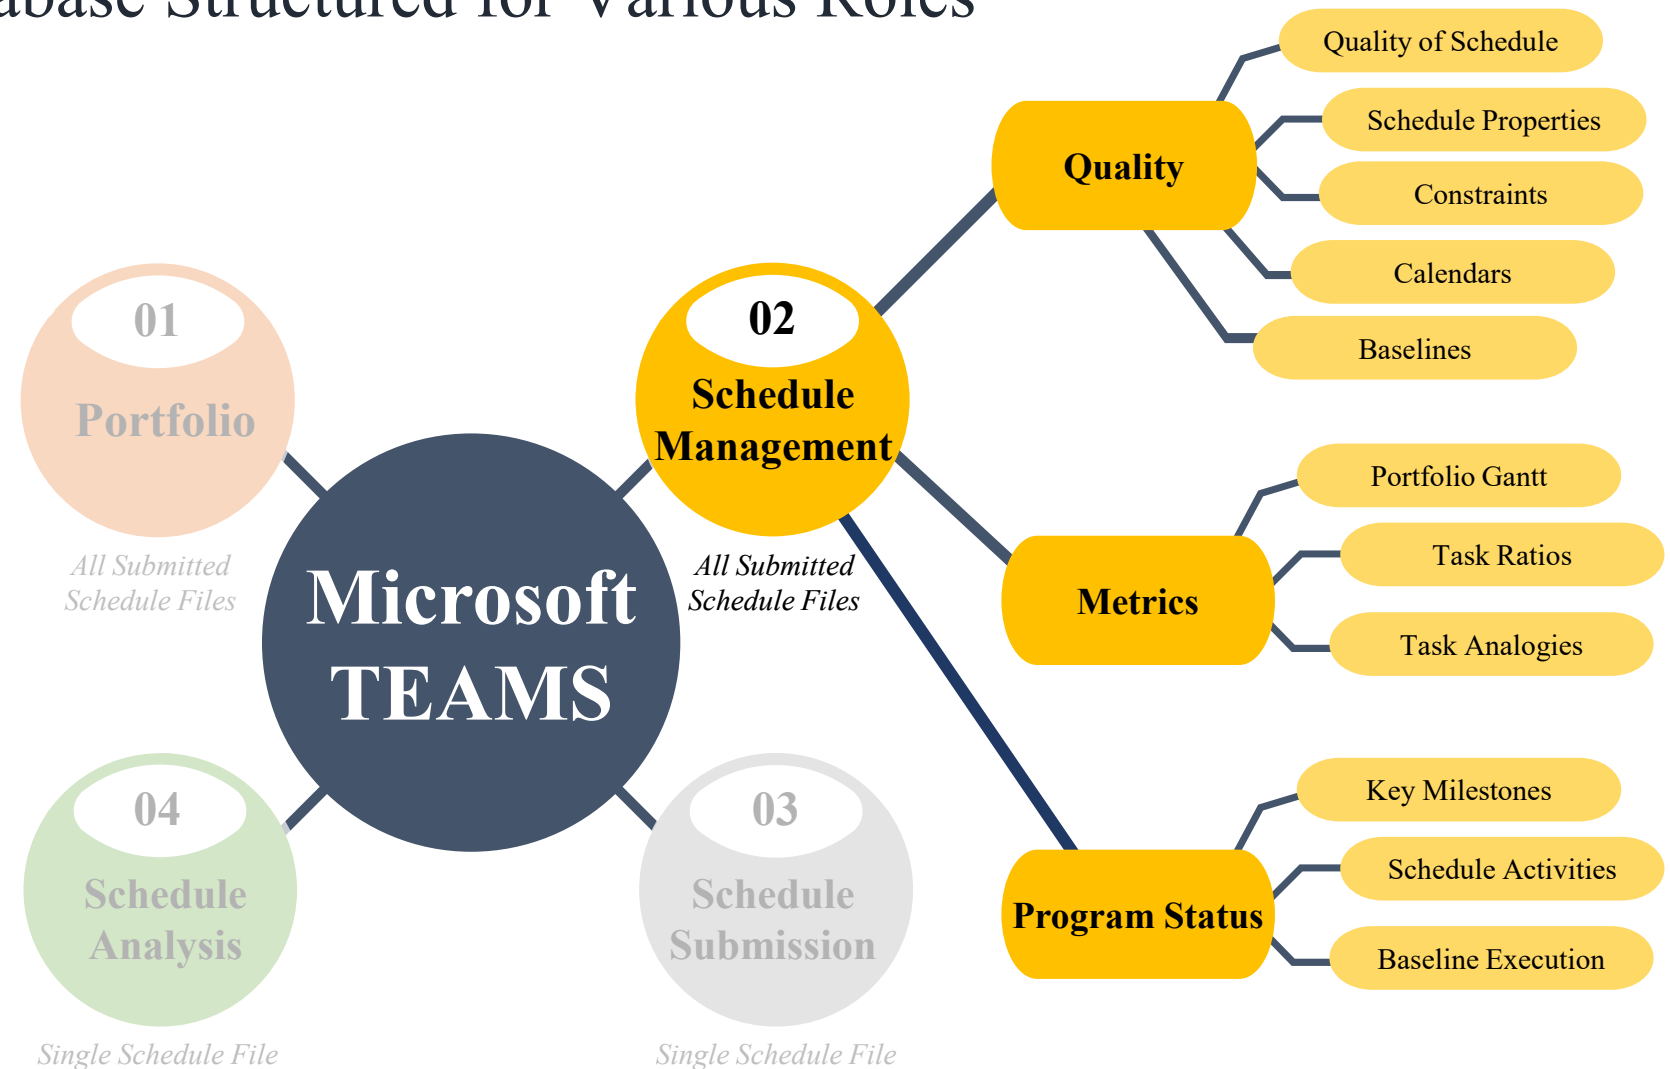 abase Structured for Various Roles
01
Portfolio
All Submitted
Schedule Files
02
Schedule
Management
All Submitted
Schedule Files
Microsoft
TEAMS
04
Schedule
Analysis
Single Schedule File
03
Schedule
Submission
Single Schedule File
Quality
Quality of Schedule
Schedule Properties
Constraints
Calendars
Baselines
Metrics
Portfolio Gantt
Task Ratios
Task Analogies
Program Status
Key Milestones
Schedule Activities
Baseline Execution